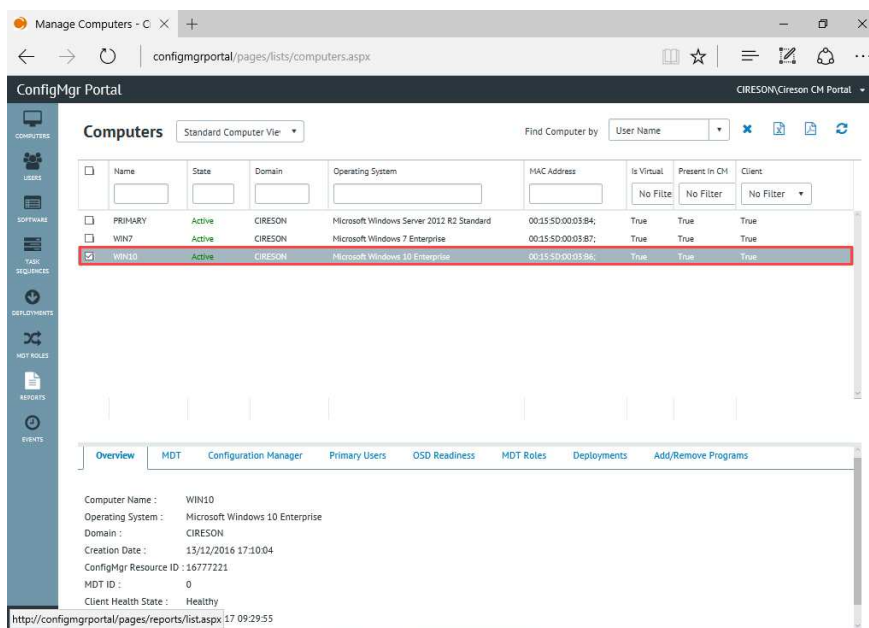 Manage Computers - C
configmgrportal/pages/lists/computers.aspx
ConfigMgr Portal
CIRESON\Cireson CM Portal
COMPUTERS
USERS
SOFTWARE
TASK
SEQUENCES
DEPLOYMENTS
MDT ROLES
REPORTS
EVENTS
Computers Standard Computer Vie Find Computer by User Name
Name State Domain Operating System MAC Address Is Virtual Present In CM Client
No Filte No Filter No Filter
PRIMARY Active CIRESON Microsoft Windows Server 2012 R2 Standard 00:15:5D:00:03:B4; True True True
WIN7 Active CIRESON Microsoft Windows 7 Enterprise 00:15:5D:00:03:B7; True True True
WIN10 Active CIRESON Microsoft Windows 10 Enterprise 00:15:5D:00:03:B6; True True True
Overview MDT Configuration Manager Primary Users OSD Readiness MDT Roles Deployments Add/Remove Programs
Computer Name : WIN10
Operating System : Microsoft Windows 10 Enterprise
Domain : CIRESON
Creation Date : 13/12/2016 17:10:04
ConfigMgr Resource ID : 16777221
MDT ID : 0
Client Health State : Healthy
http://configmgrportal/pages/reports/list.aspx 17 09:29:55